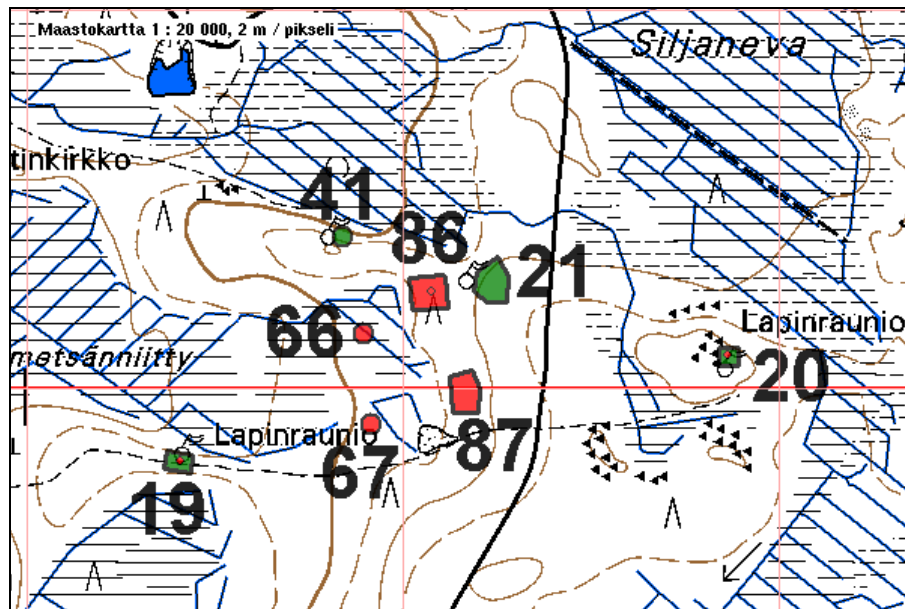 Maastokartta 1 : 20 000, 2 m / pikseli
Siljaneva
tinkirkko
41
86
21
66
Lapinraunio
metsänniitty
20
Lapinraunio
87
67
19